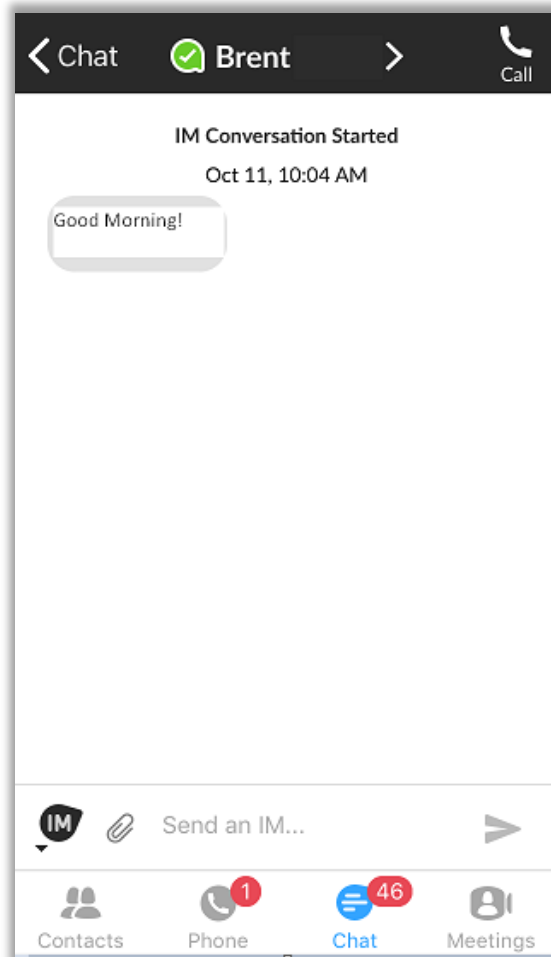 Chat
Brent
Call
IM Conversation Started
Oct 11, 10:04 AM
Good Morning!
IM
Send an IM...
1
46
Contacts
Phone
Chat
Meetings